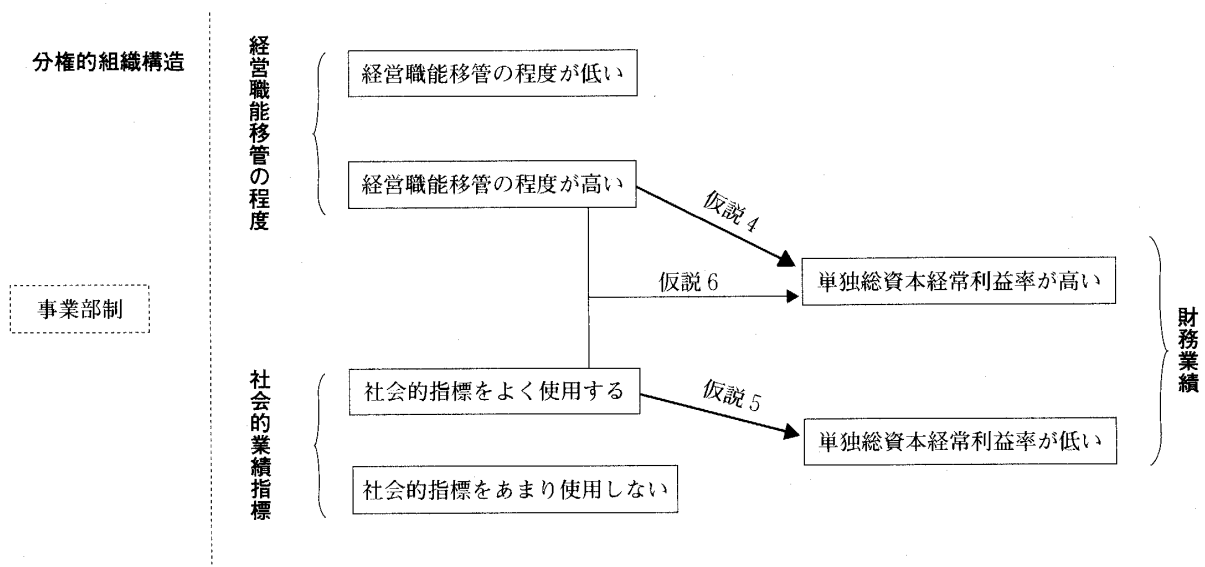 分権的組織構造
事業部制
経営職能移管の程度
経営職能移管の程度が低い
経営職能移管の程度が高い
仮説4
仮説6
単独総資本経常利益率が高い
社会的業績指標
社会的指標をよく使用する
仮説5
単独総資本経常利益率が低い
社会的指標をあまり使用しない
財務業績